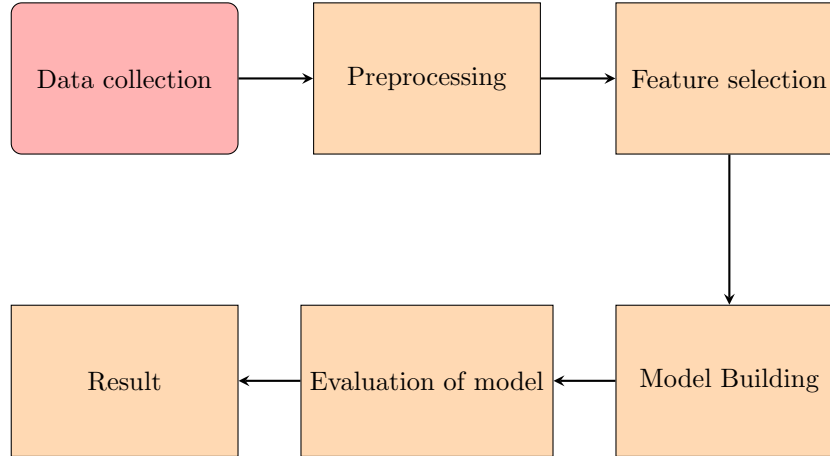 Data collection
Preprocessing
Feature selection
Model Building
Evaluation of model
Result